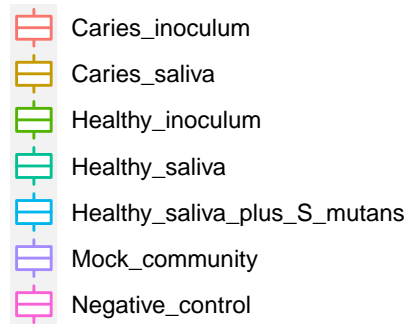 Caries_inoculum
Caries_saliva
Healthy_inoculum
Healthy_saliva
Healthy_saliva_plus_S_mutans
Mock_community
Negative_control